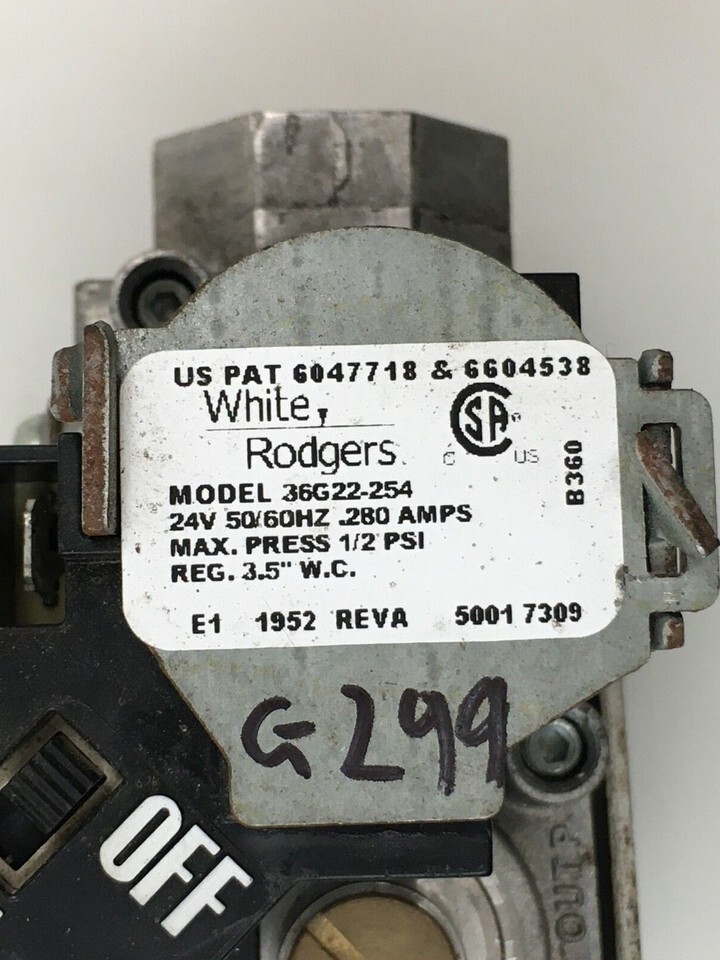 US PAT 6047718 & 6604538
White,
Rodgers
CSA
C US
B360
MODEL 36G22-254
24V 50/60HZ .280 AMPS
MAX. PRESS 1/2 PSI
REG. 3.5" W.C.
E1 1952 REVA 5001 7309
G299
OFF
OUT P